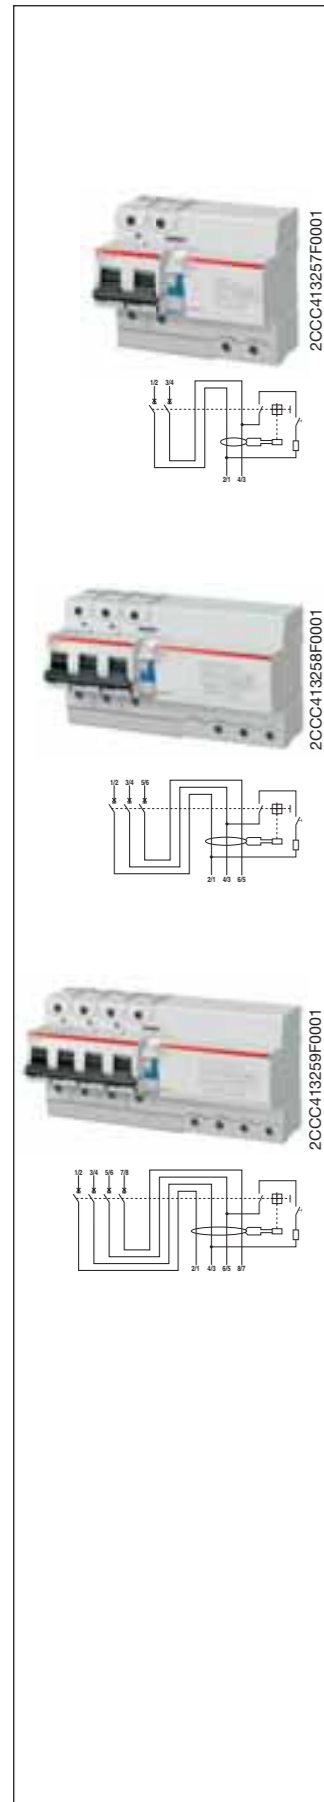 2CCC413257F0001
1/2 3/4
2/1 4/3
2CCC413258F0001
1/2 3/4 5/6
2/1 4/3 6/5
2CCC413259F0001
1/2 3/4 5/6 7/8
2/1 4/3 6/5 8/7